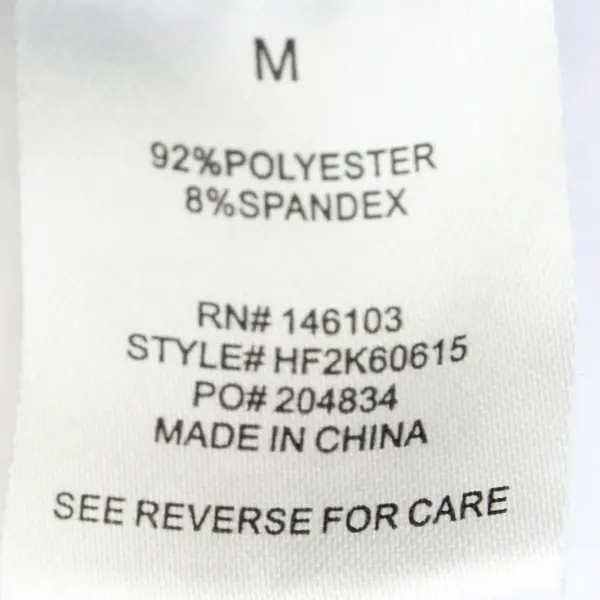 M
92%POLYESTER
8%SPANDEX
RN# 146103
STYLE# HF2K60615
PO# 204834
MADE IN CHINA
SEE REVERSE FOR CARE